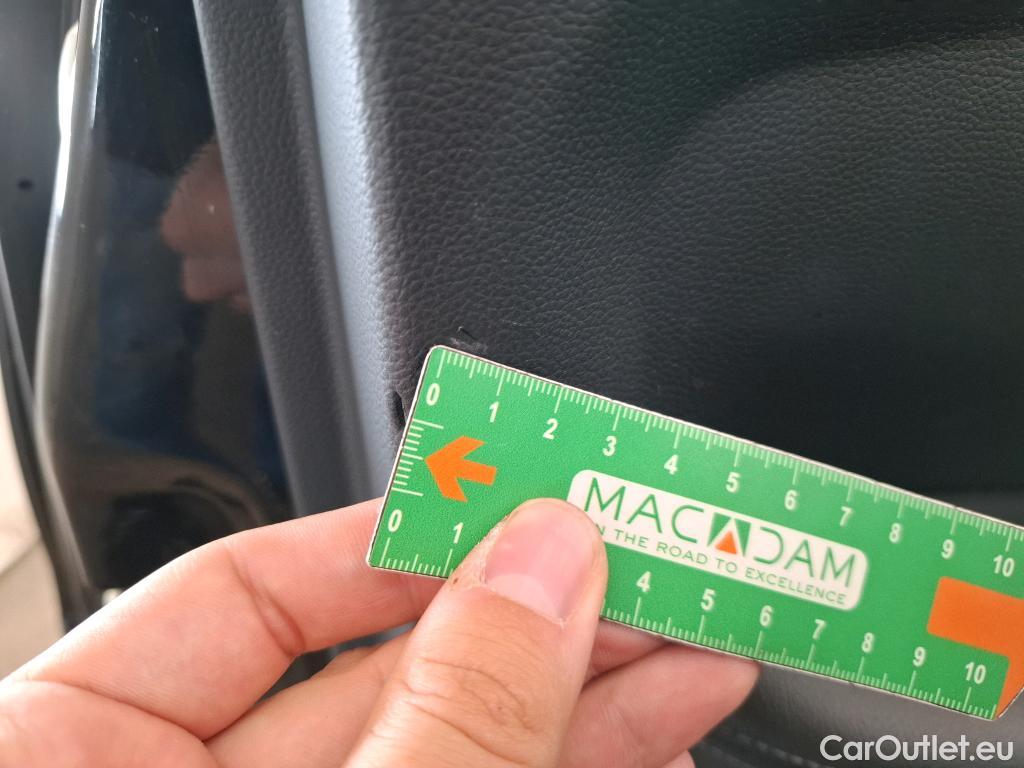 0 1 2 3 4 5 6 7 8 9 10
MACADAM
N THE ROAD TO EXCELLENCE
0 1 4 5 6 7 8 9 10
CarOutlet.eu